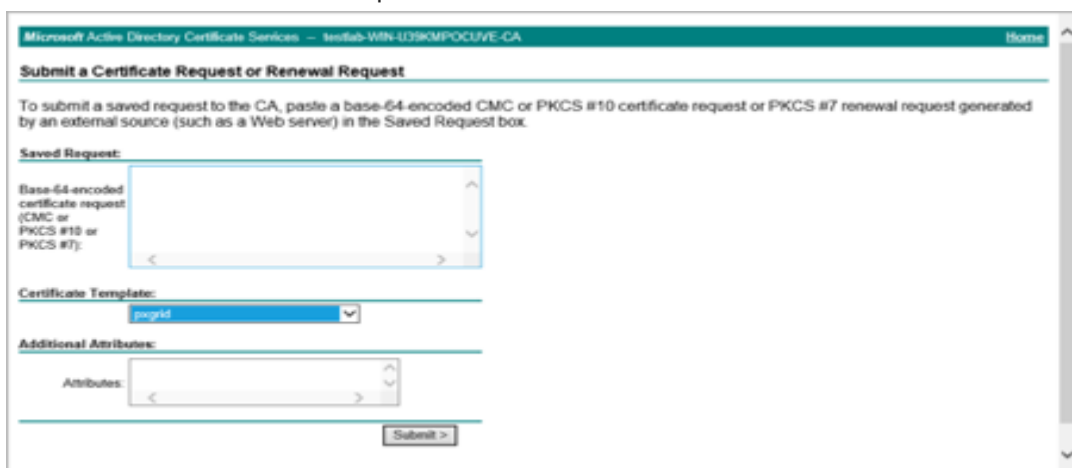 Microsoft Active Directory Certificate Services -- testlab-WIN-U39KMPOCUVE-CA Home
Submit a Certificate Request or Renewal Request
To submit a saved request to the CA, paste a base-64-encoded CMC or PKCS #10 certificate request or PKCS #7 renewal request generated
by an external source (such as a Web server) in the Saved Request box.
Saved Request:
Base-64-encoded
certificate request
(CMC or
PKCS #10 or
PKCS #7):
Certificate Template:
pxgrid
Additional Attributes:
Attributes:
Submit >